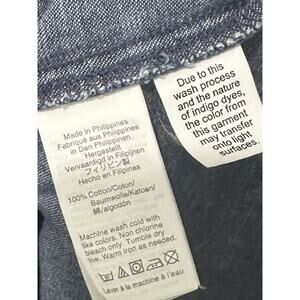 Made in Philippines
Fabriqué aux Philippines
In Den Philippinen
Hergestellt
Vervaardigd in Filipijnen
フィリピン製
Hecho en Filipinas
100% Cotton/Coton/
Baumwolle/Katoen/
綿/algodón
Machine wash cold with
like colors. Non chlorine
bleach only. Tumble dry
low. Warm iron as needed.
Laver à la machine à l'eau
Due to this
wash process
and the nature
of indigo dyes,
the color from
this garment
may transfer
onto light
surfaces.